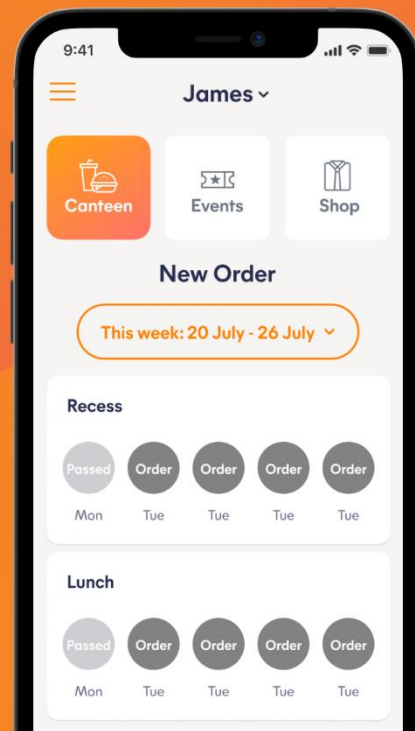 9:41
James
Canteen Events Shop
New Order
This week: 20 July - 26 July
Recess
Passed Order Order Order Order
Mon Tue Tue Tue Tue
Lunch
Passed Order Order Order Order
Mon Tue Tue Tue Tue